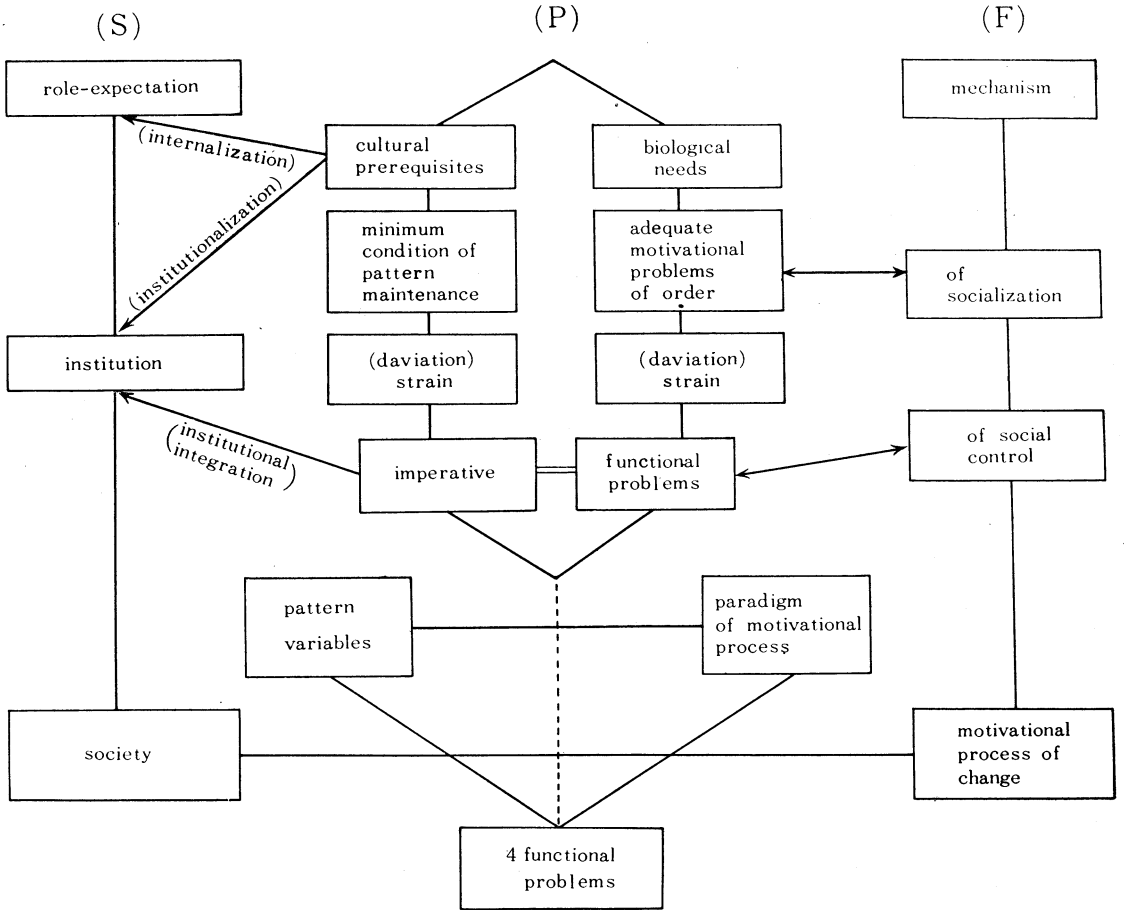 (S)
(P)
(F)
role-expectation
(internalization)
(institutionalization)
institution
(institutional
integration)
society
cultural
prerequisites
minimum
condition of
pattern
maintenance
(daviation)
strain
imperative
biological
needs
adequate
motivational
problems
of order
(daviation)
strain
functional
problems
pattern
variables
paradigm
of motivational
process
4 functional
problems
mechanism
of
socialization
of social
control
motivational
process of
change